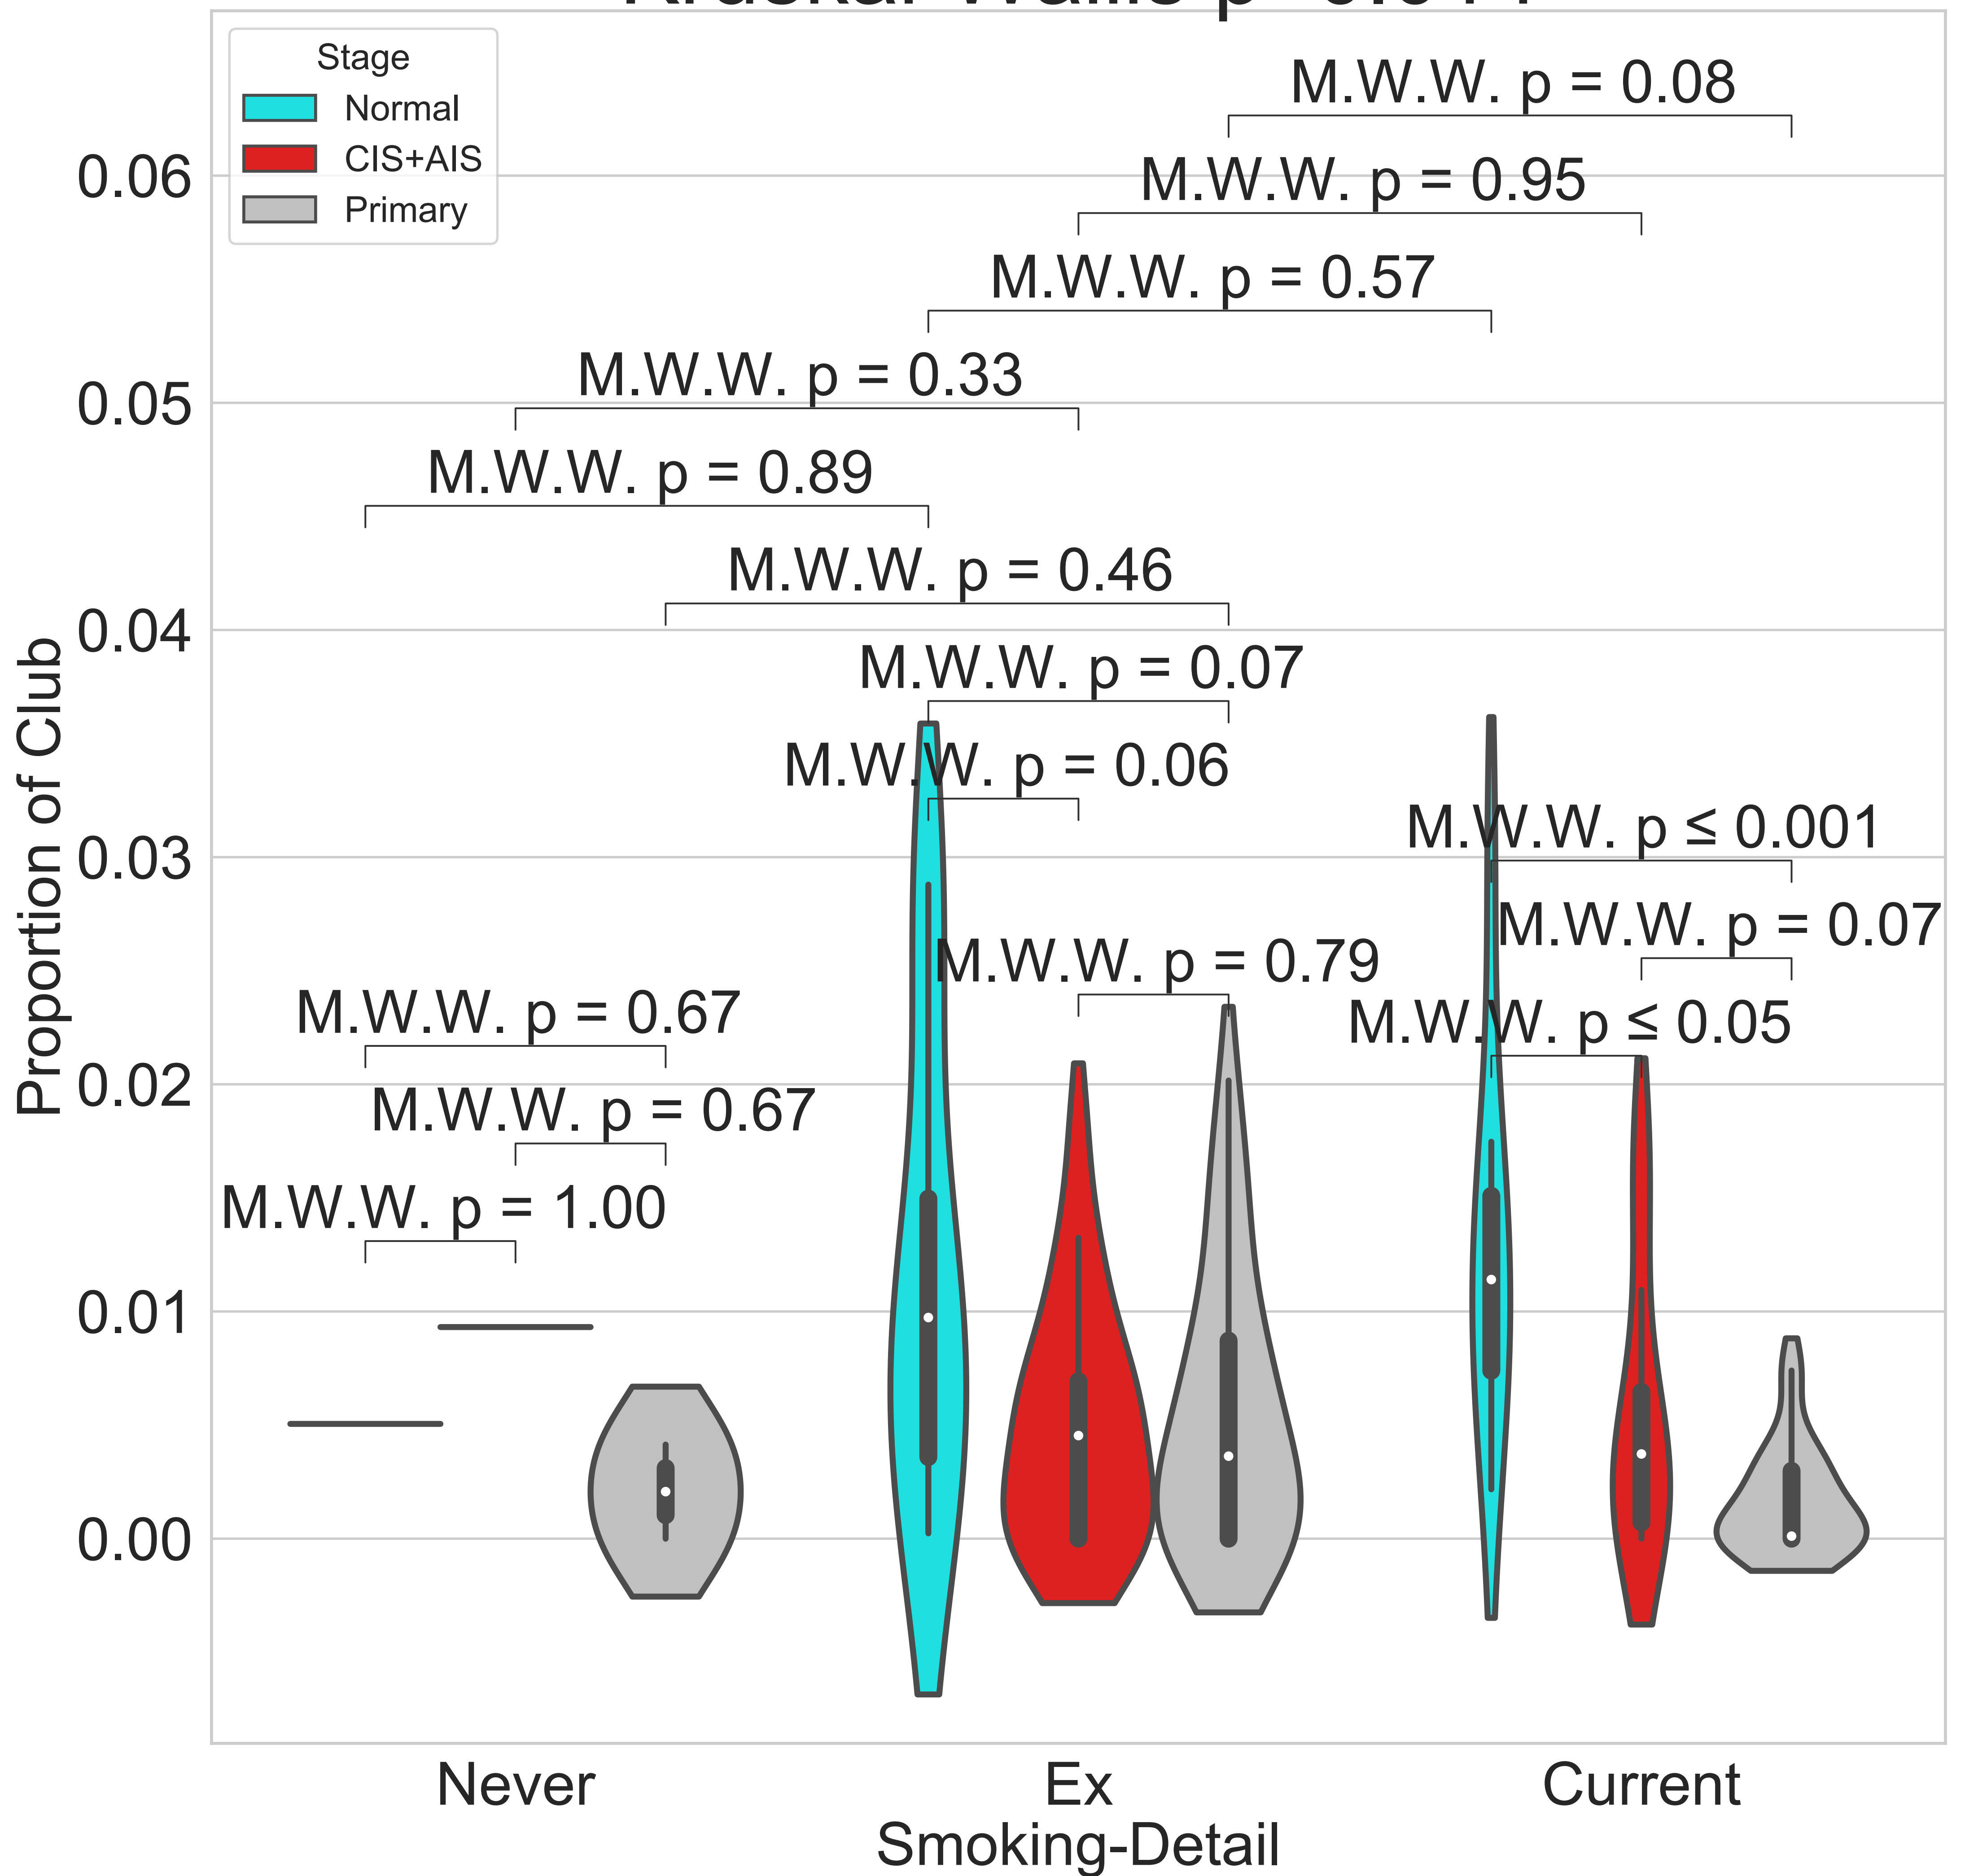 Stage
Normal
CIS+AIS
Primary
M.W.W. p = 0.08
M.W.W. p = 0.95
M.W.W. p = 0.57
M.W.W. p = 0.33
M.W.W. p = 0.89
M.W.W. p = 0.46
M.W.W. p = 0.07
M.W.W. p = 0.06
M.W.W. p ≤ 0.001
M.W.W. p = 0.07
M.W.W. p = 0.79
M.W.W. p ≤ 0.05
M.W.W. p = 0.67
M.W.W. p = 0.67
M.W.W. p = 1.00
0.06
0.05
0.04
0.03
0.02
0.01
0.00
Proportion of Club
Never
Ex
Current
Smoking-Detail